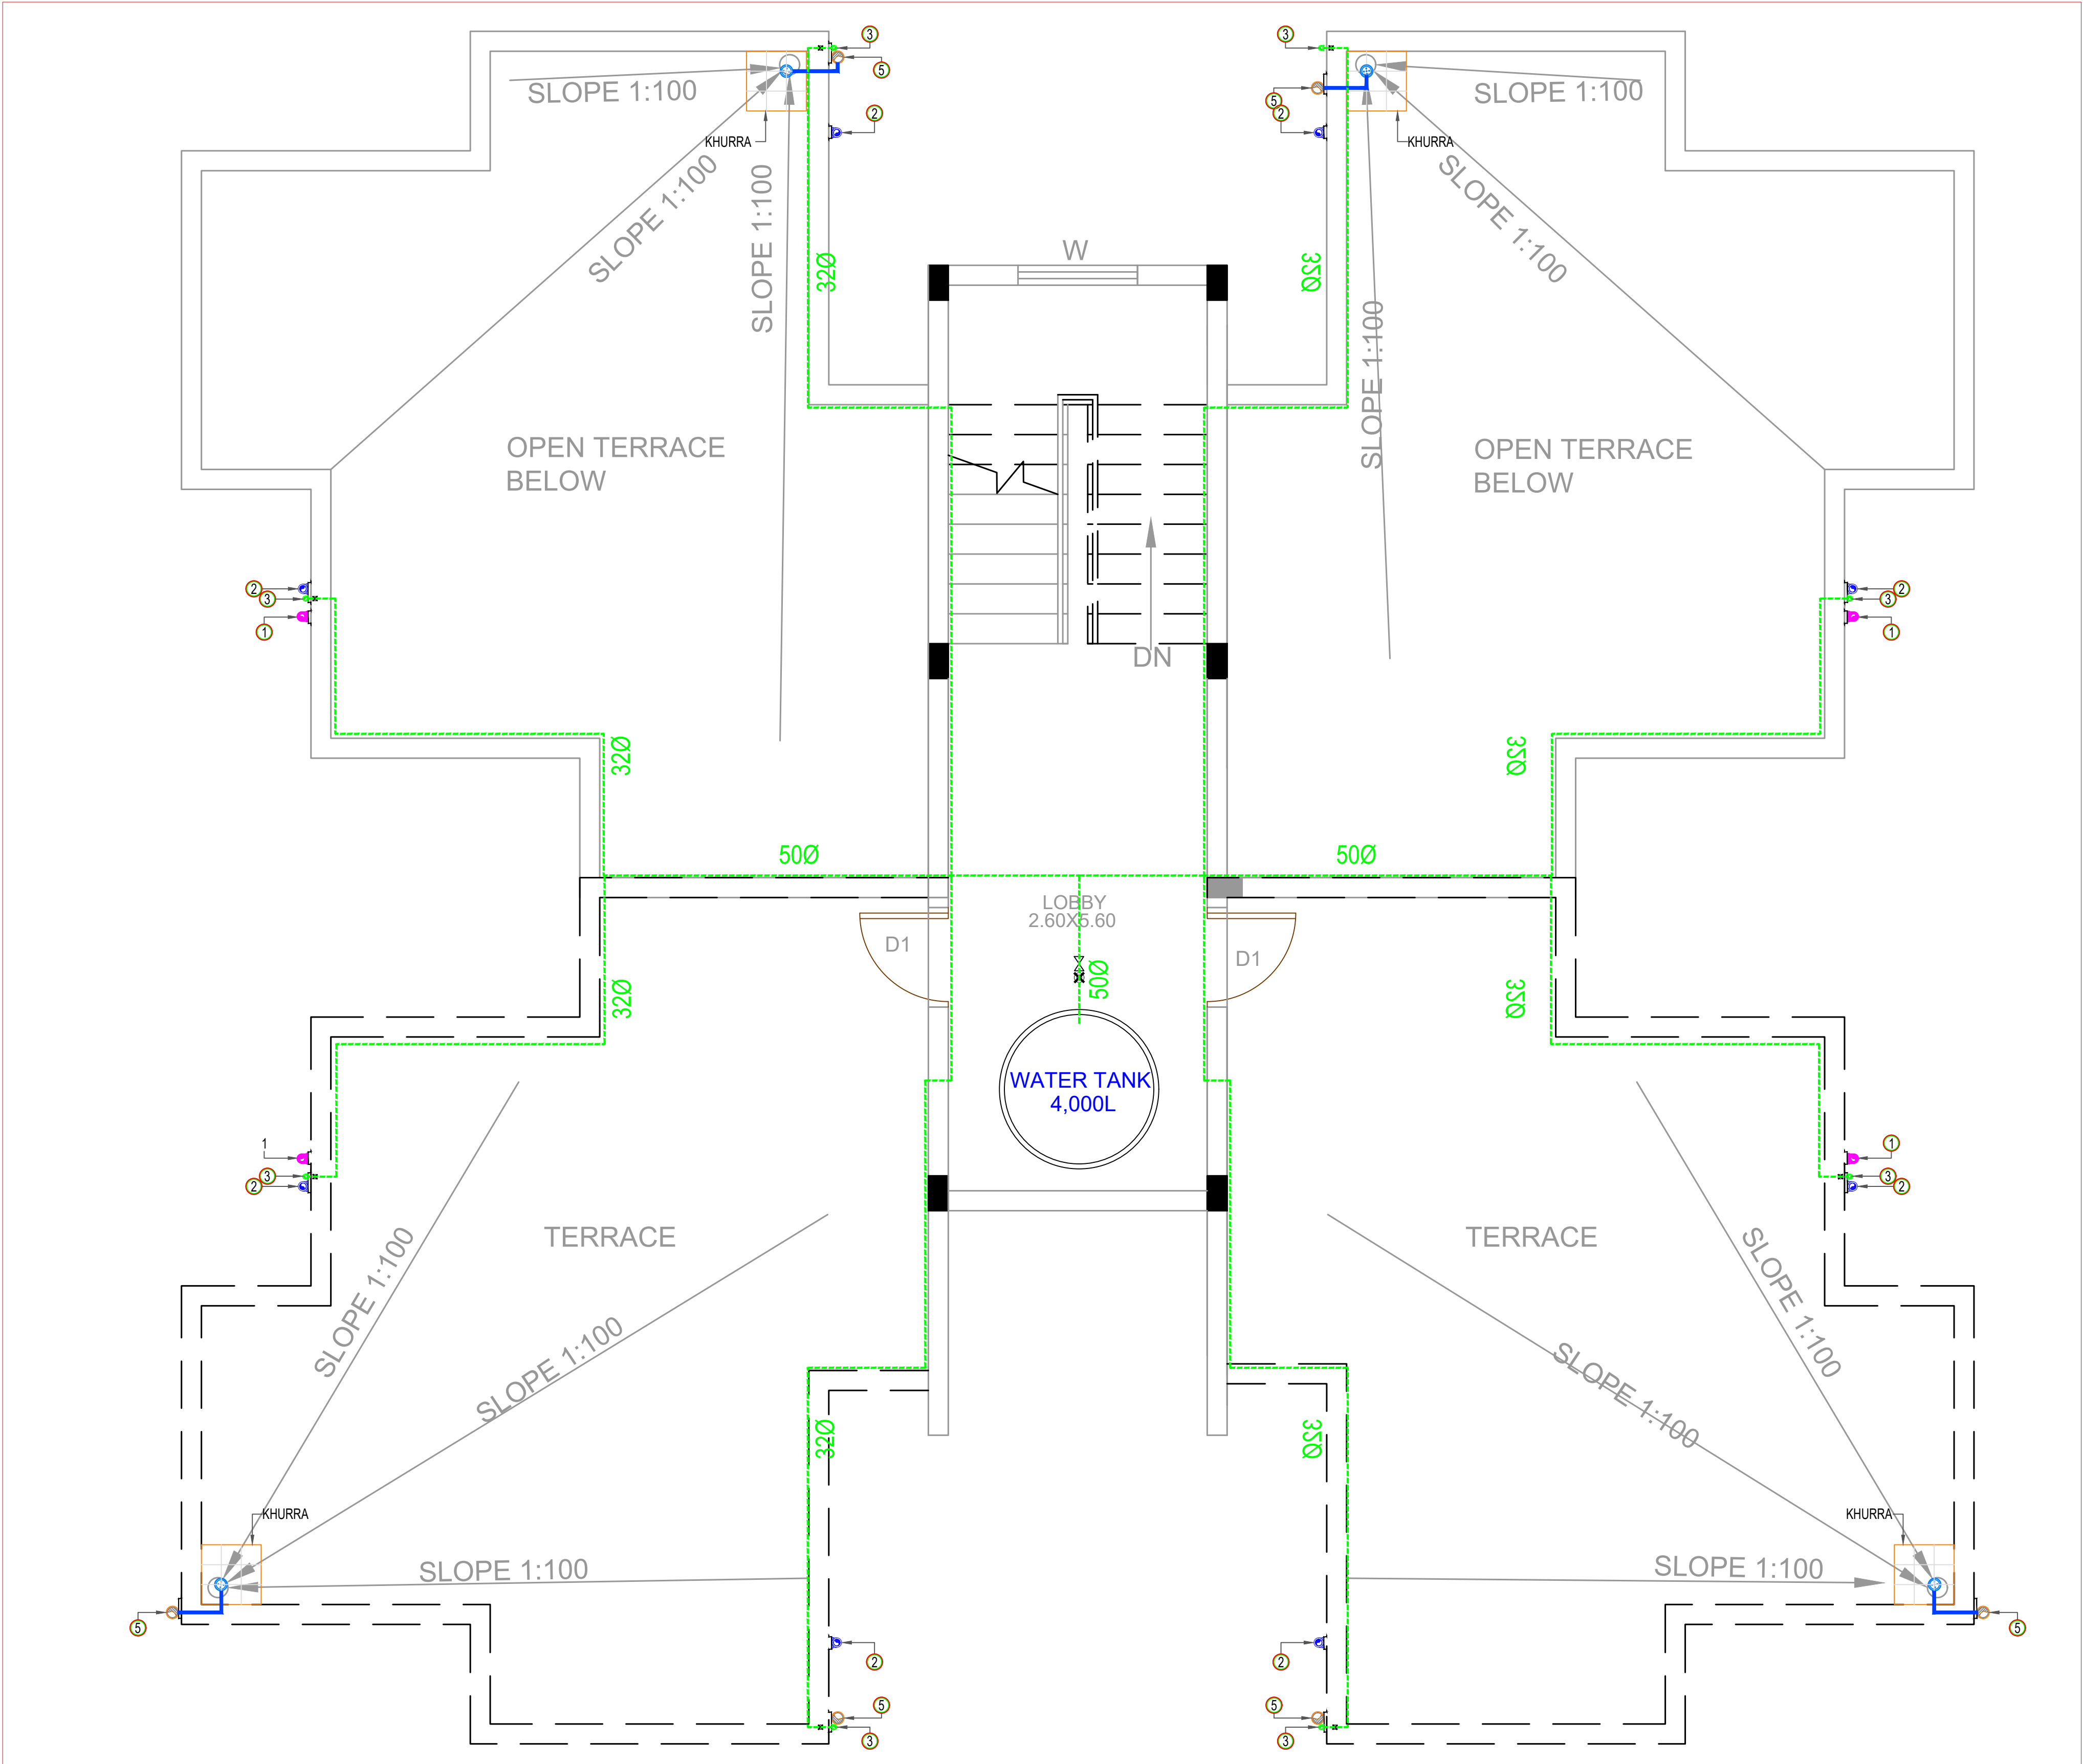 3
3
5
SLOPE 1:100
SLOPE 1:100
5
2
2
KHURRA
KHURRA
SLOPE 1:100
SLOPE 1:100
SLOPE 1:100
W
32Ø
32Ø
SLOPE 1:100
OPEN TERRACE
BELOW
OPEN TERRACE
BELOW
2
3
1
2
3
1
DN
32Ø
32Ø
50Ø
50Ø
LOBBY
2.60X5.60
D1
D1
50Ø
32Ø
32Ø
WATER TANK
4,000L
1
3
2
1
3
2
TERRACE
TERRACE
SLOPE 1:100
SLOPE 1:100
SLOPE 1:100
SLOPE 1:100
32Ø
32Ø
KHURRA
KHURRA
SLOPE 1:100
SLOPE 1:100
5
5
2
2
5
5
3
3